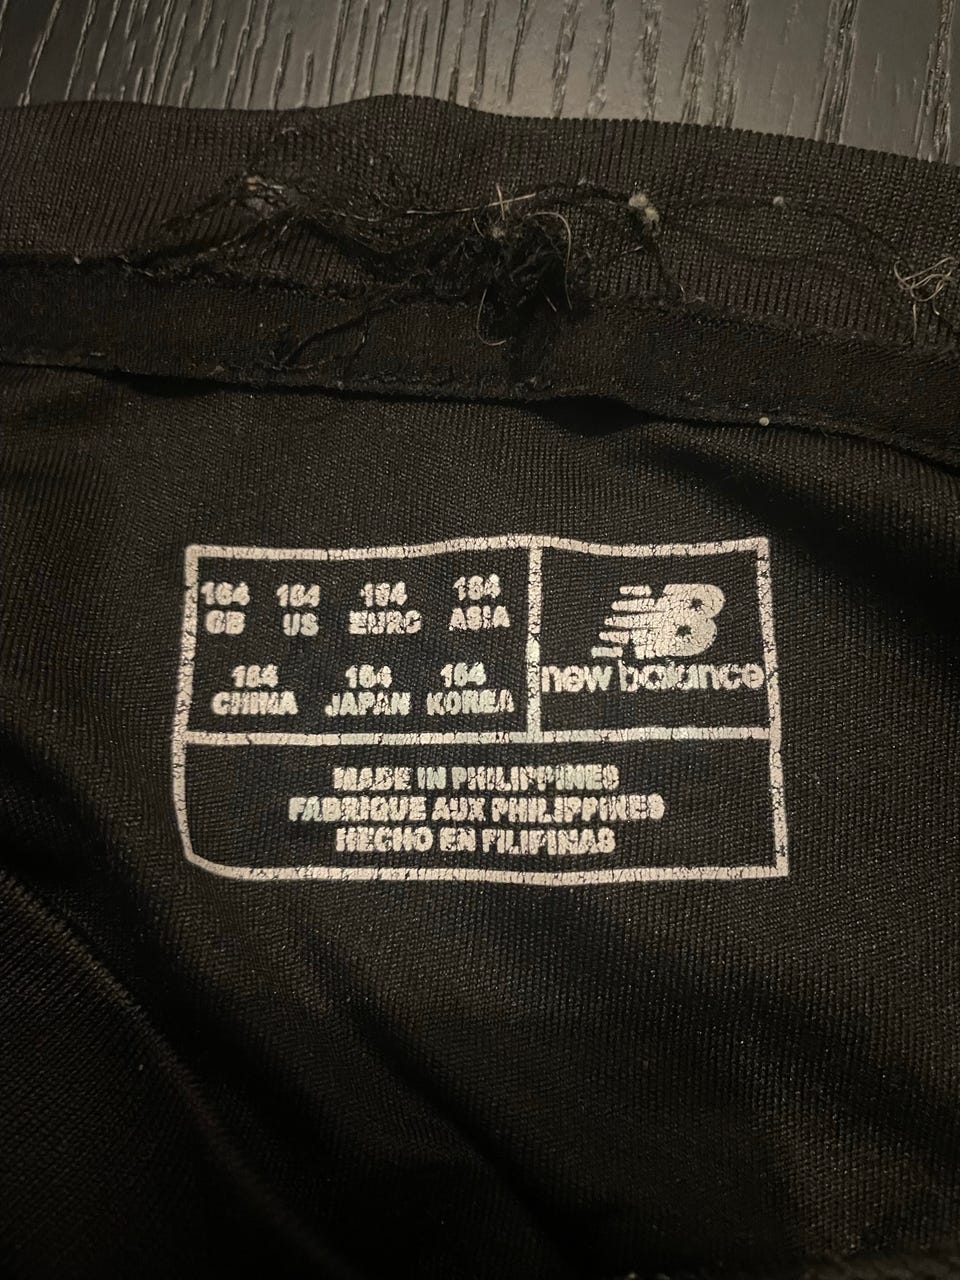 164 164 164 164
GB US EURO ASIA
164 164 164
CHINA JAPAN KOREA
NB
new balance
MADE IN PHILIPPINES
FABRIQUE AUX PHILIPPINES
HECHO EN FILIPINAS